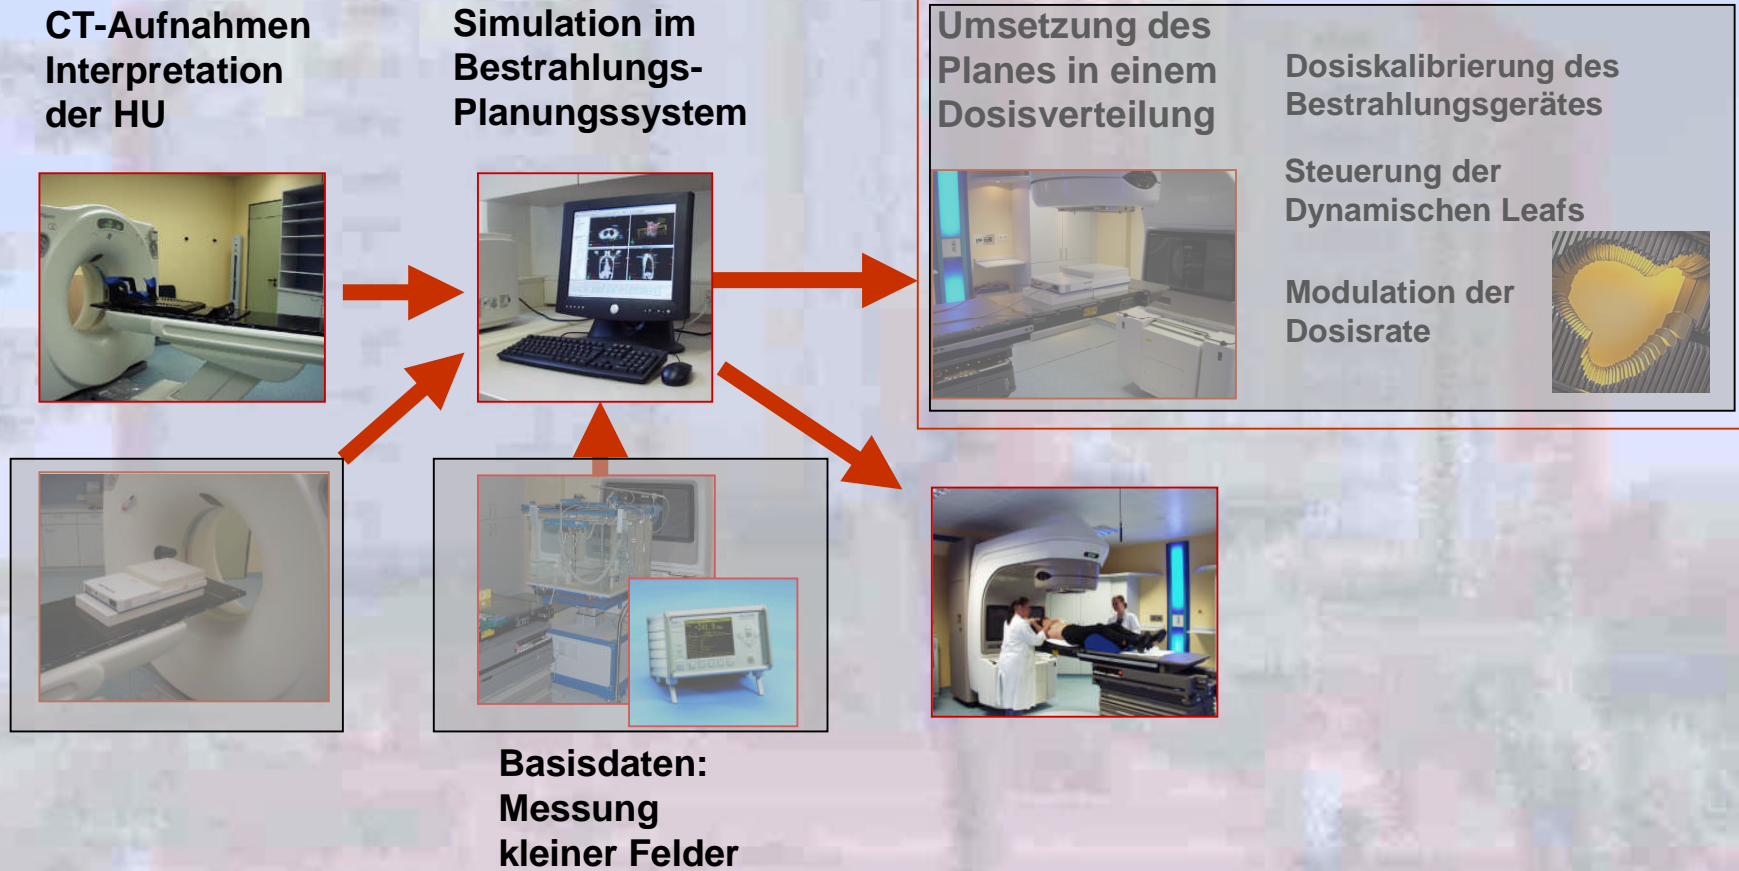 CT-Aufnahmen
Interpretation
der HU
Simulation im
Bestrahlungs-
Planungssystem
Umsetzung des
Planes in einem
Dosisverteilung
Dosiskalibrierung des
Bestrahlungsgerätes
Steuerung der
Dynamischen Leafs
Modulation der
Dosisrate
Basisdaten:
Messung
kleiner Felder